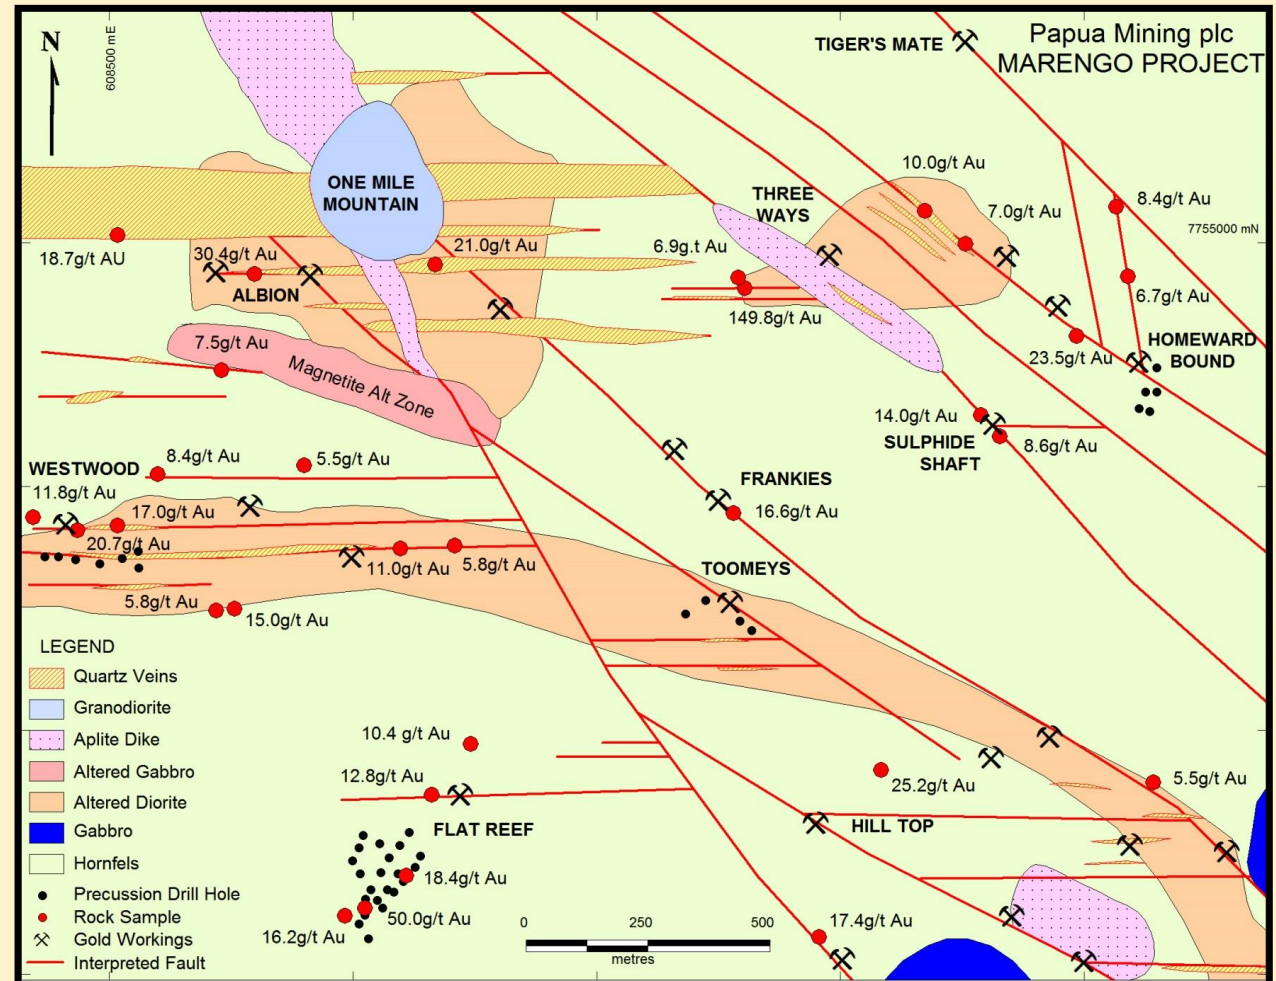 Papua Mining plc
MARENGO PROJECT
N
608500 mE
TIGER'S MATE
10.0g/t Au
ONE MILE
MOUNTAIN
THREE
WAYS
7.0g/t Au
8.4g/t Au
7755000 mN
18.7g/t AU
30.4g/t Au
21.0g/t Au
6.9g.t Au
ALBION
6.7g/t Au
149.8g/t Au
7.5g/t Au
Magnetite Alt Zone
23.5g/t Au
HOMEWARD
BOUND
14.0g/t Au
SULPHIDE
SHAFT
8.6g/t Au
WESTWOOD
8.4g/t Au
5.5g/t Au
11.8g/t Au
17.0g/t Au
20.7g/t Au
FRANKIES
16.6g/t Au
11.0g/t Au
5.8g/t Au
TOOMEYS
5.8g/t Au
15.0g/t Au
LEGEND
Quartz Veins
Granodiorite
Aplite Dike
Altered Gabbro
Altered Diorite
Gabbro
Hornfels
Precussion Drill Hole
Rock Sample
Gold Workings
Interpreted Fault
10.4 g/t Au
12.8g/t Au
FLAT REEF
18.4g/t Au
50.0g/t Au
16.2g/t Au
25.2g/t Au
5.5g/t Au
HILL TOP
17.4g/t Au
0 250 500
metres